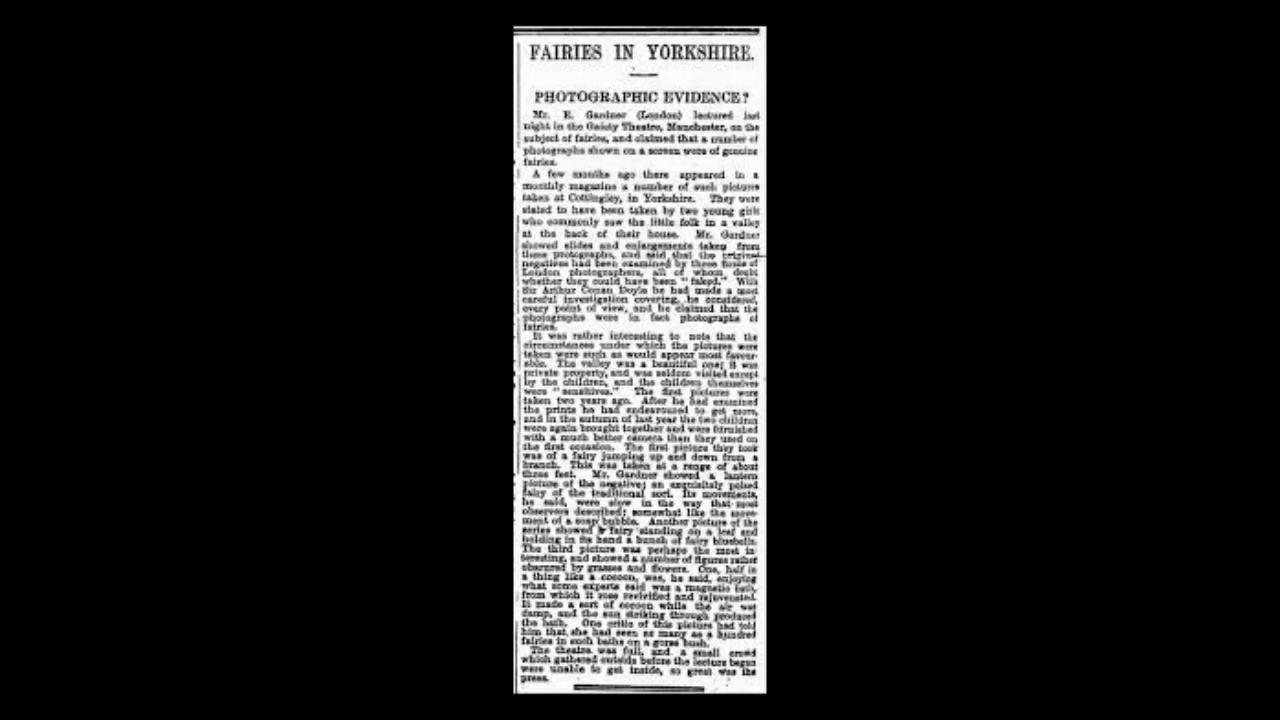 FAIRIES IN YORKSHIRE.
PHOTOGRAPHIC EVIDENCE?
Mr. E. Gardner (London) lectured last
night in the Gaiety Theatre, Manchester, on the
subject of fairies, and claimed that a number of
photographs shown on a screen were of genuine
fairies.
A few months ago there appeared in a
monthly magazine a number of such pictures
taken at Cottingley, in Yorkshire. They were
stated to have been taken by two young girls
who commonly saw the little folk in a valley
at the back of their house. Mr. Gardner
showed slides and enlargements taken from
these photographs, and said that the original
negatives had been examined by three firms of
London photographers, all of whom doubt
whether they could have been "faked." With
Sir Arthur Conan Doyle he had made a most
careful investigation covering, he considered,
every point of view, and he claimed that the
photographs were in fact photographs of
fairies.
It was rather interesting to note that the
circumstances under which the pictures were
taken were such as would appear most favour-
able. The valley was a beautiful one; it was
private property, and was seldom visited except
by the children, and the children themselves
were "sensitives." The first pictures were
taken two years ago. After he had examined
the prints he had endeavoured to get more,
and in the autumn of last year the two children
were again brought together and were furnished
with a much better camera than they used on
the first occasion. The first picture they took
was of a fairy jumping up and down from a
branch. This was taken at a range of about
three feet. Mr. Gardner showed a lantern
picture of the negative; an exquisitely poised
fairy of the traditional sort. Its movements,
he said, were slow in the way that most
observers described; somewhat like the move-
ment of a soap bubble. Another picture of the
series showed a fairy standing on a leaf and
holding in its hand a bunch of fairy bluebells.
The third picture was perhaps the most in-
teresting, and showed a number of figures rather
obscured by grasses and flowers. One, half in
a thing like a cocoon, was, he said, enjoying
what some experts said was a magnetic bath,
from which it rose revivified and rejuvenated.
It made a sort of cocoon while the air was
damp, and the sun striking through produced
the bath. One critic of this picture had told
him that she had seen as many as a hundred
fairies in such baths on a gorse bush.
The theatre was full, and a small crowd
which gathered outside before the lecture began
were unable to get inside, so great was the
press.